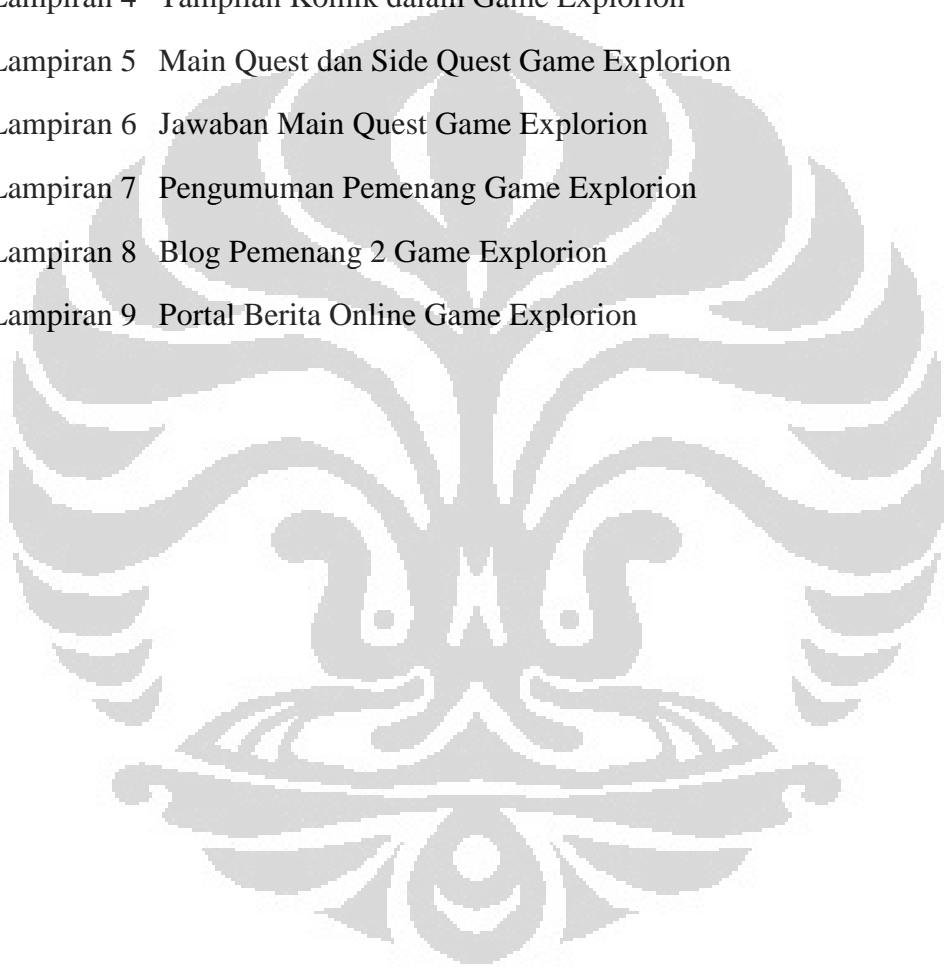 Lampiran 4 Tampilan Komik dalam Game Explorion
Lampiran 5 Main Quest dan Side Quest Game Explorion
Lampiran 6 Jawaban Main Quest Game Explorion
Lampiran 7 Pengumuman Pemenang Game Explorion
Lampiran 8 Blog Pemenang 2 Game Explorion
Lampiran 9 Portal Berita Online Game Explorion